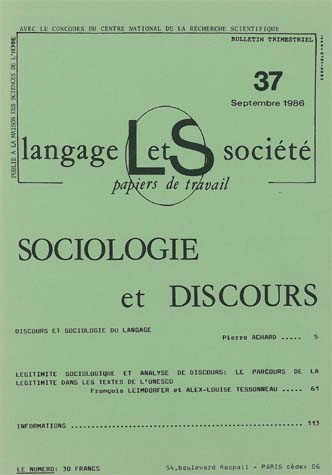 AVEC LE CONCOURS DU CENTRE NATIONAL DE LA RECHERCHE SCIENTIFIQUE
BULLETIN TRIMESTRIEL
37
Septembre 1986
PUBLIE A LA MAISON DES SCIENCES DE L'HOMME
langage et société
LS
papiers de travail
SOCIOLOGIE
et DISCOURS
DISCOURS ET SOCIOLOGIE DU LANGAGE
Pierre ACHARD ..... 5
LEGITIMITE SOCIOLOGIQUE ET ANALYSE DE DISCOURS: LE PARCOURS DE LA
LEGITIMITE DANS LES TEXTES DE L'UNESCO
François LEIMDORFER et ALEX-LOUISE TESSONNEAU ..... 61
INFORMATIONS ..... 113
LE NUMERO: 30 FRANCS
54, boulevard Raspail - PARIS cédex 06